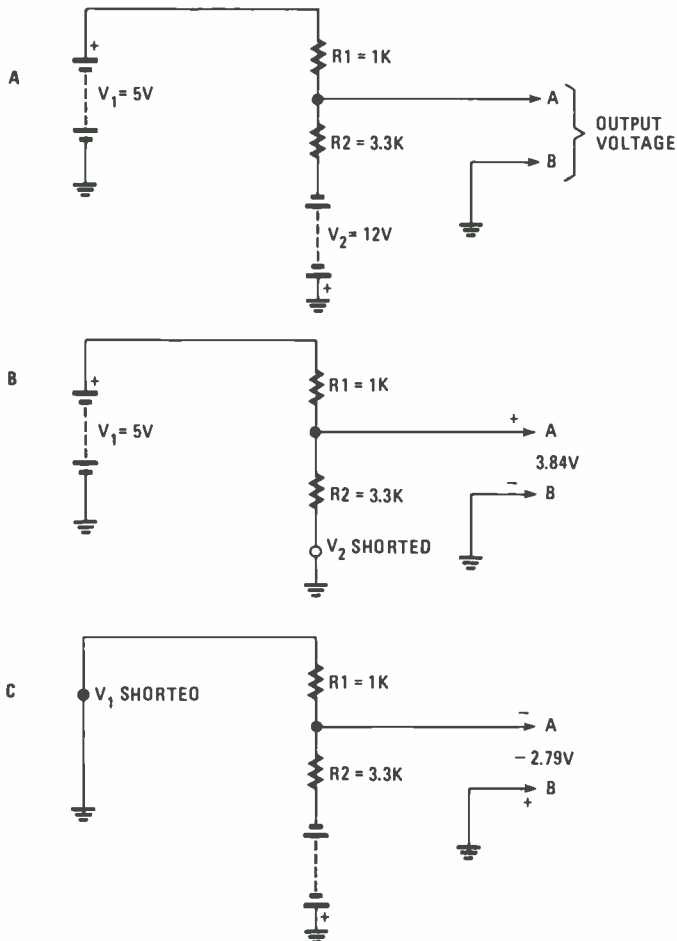 A
+
V1 = 5V
R1 = 1K
R2 = 3.3K
V2 = 12V
+
A
B
OUTPUT
VOLTAGE
B
+
V1 = 5V
R1 = 1K
R2 = 3.3K
V2 SHORTED
+
A
3.84V
−
B
C
V1 SHORTEO
R1 = 1K
R2 = 3.3K
+
−
A
− 2.79V
B
+